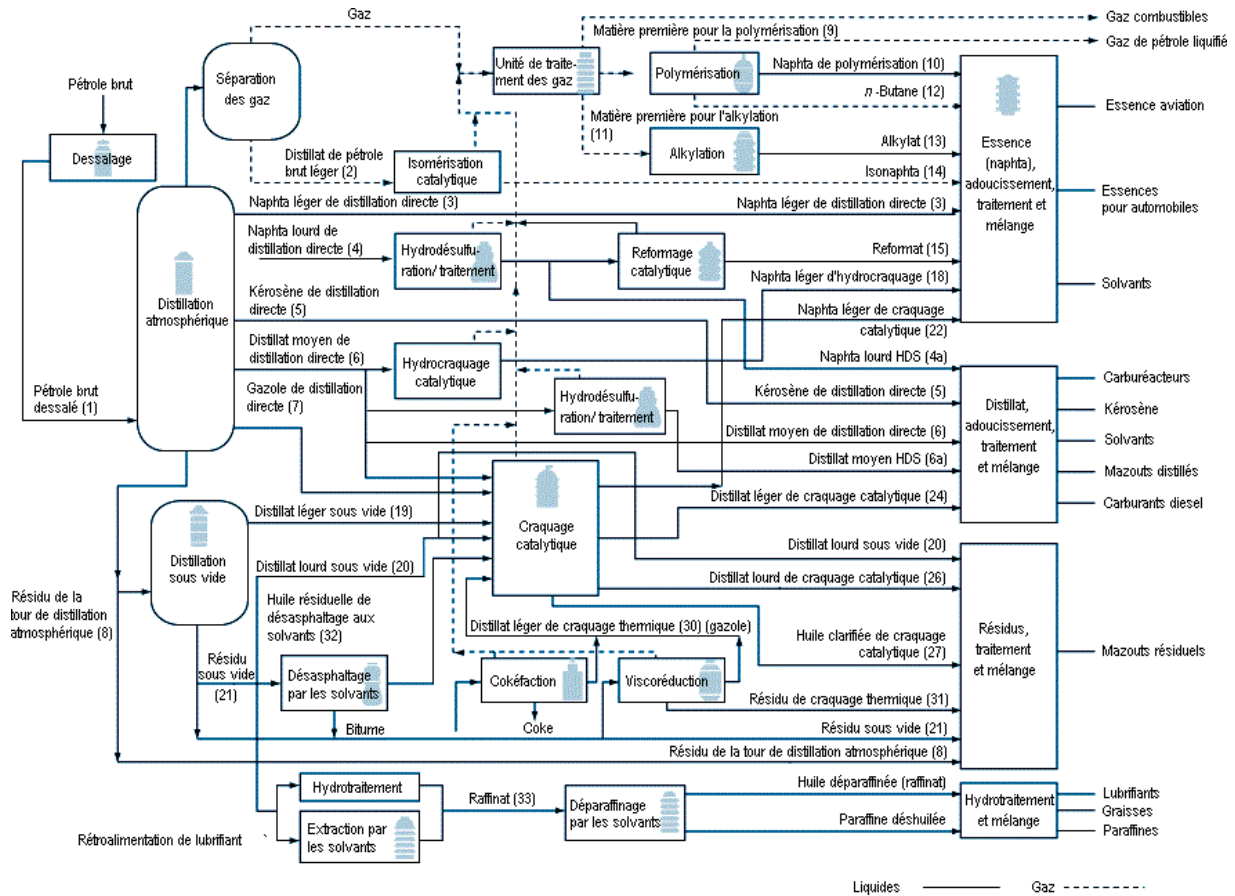 Gaz
Gaz combustibles
Matière première pour la polymérisation (9)
Gaz de pétrole liquifié
Séparation
des gaz
Unité de traite-
ment des gaz
Polymérisation
Naphta de polymérisation (10)
n -Butane (12)
Pétrole brut
Dessalage
Essence aviation
Matière première pour l'alkylation
(11)
Alkylation
Alkylat (13)
Essence
(naphta),
adoucissement,
traitement et
mélange
Distillat de pétrole
brut léger (2)
Isomérisation
catalytique
Isonaphta (14)
Essences
pour automobiles
Naphta léger de distillation directe (3)
Naphta léger de distillation directe (3)
Naphta lourd de
distillation directe (4)
Hydrodésulfu-
ration/ traitement
Reformage
catalytique
Reformat (15)
Naphta léger d'hydrocraquage (18)
Solvants
Distillation
atmosphérique
Kérosène de distillation
directe (5)
Naphta léger de craquage
catalytique (22)
Distillat moyen de
distillation directe (6)
Hydrocraquage
catalytique
Naphta lourd HDS (4a)
Carburéacteurs
Pétrole brut
dessalé (1)
Gazole de distillation
directe (7)
Hydrodésulfu-
ration/ traitement
Kérosène de distillation directe (5)
Kérosène
Distillat,
adoucissement,
traitement
et mélange
Distillat moyen de distillation directe (6)
Solvants
Distillat moyen HDS (6a)
Mazouts distillés
Distillat léger de craquage catalytique (24)
Carburants diesel
Distillat léger sous vide (19)
Craquage
catalytique
Distillation
sous vide
Distillat lourd sous vide (20)
Distillat lourd sous vide (20)
Distillat lourd de craquage catalytique (26)
Résidu de la
tour de distillation
atmosphérique (8)
Huile résiduelle de
désasphaltage aux
solvants (32)
Distillat léger de craquage thermique (30) (gazole)
Huile clarifiée de craquage
catalytique (27)
Résidus,
traitement
et mélange
Mazouts résiduels
Résidu
sous vide
(21)
Désasphaltage
par les solvants
Cokéfaction
Viscoréduction
Résidu de craquage thermique (31)
Bitume
Coke
Résidu sous vide (21)
Résidu de la tour de distillation atmosphérique (8)
Hydrotraitement
Raffinat (33)
Déparaffinage
par les solvants
Huile déparaffinée (raffinat)
Hydrotraitement
et mélange
Lubrifiants
Graisses
Paraffines
Rétroalimentation de lubrifiant
Extraction par
les solvants
Paraffine déshuilée
Liquides
Gaz